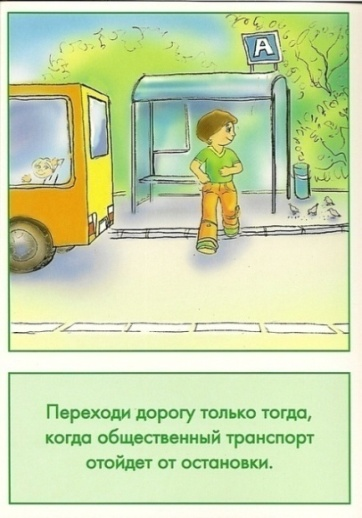 А
Переходи дорогу только тогда,
когда общественный транспорт
отойдет от остановки.